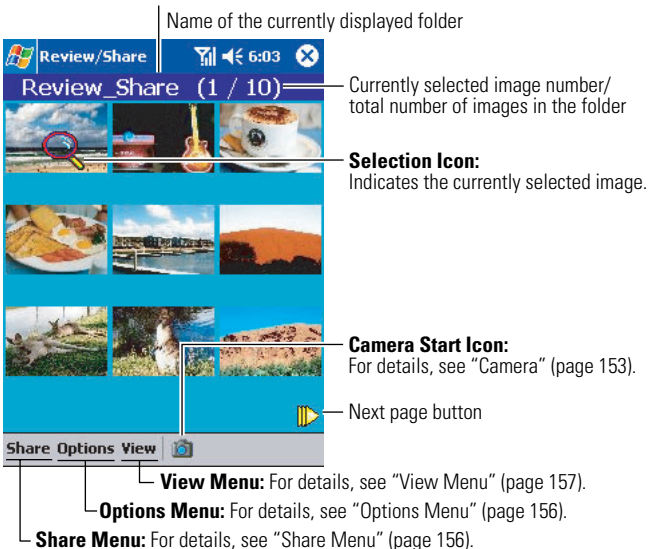 Name of the currently displayed folder
Review/Share 6:03
Review_Share (1 / 10)
Currently selected image number/
total number of images in the folder
Selection Icon:
Indicates the currently selected image.
Camera Start Icon:
For details, see “Camera” (page 153).
Next page button
Share Options View
View Menu: For details, see “View Menu” (page 157).
Options Menu: For details, see “Options Menu” (page 156).
Share Menu: For details, see “Share Menu” (page 156).